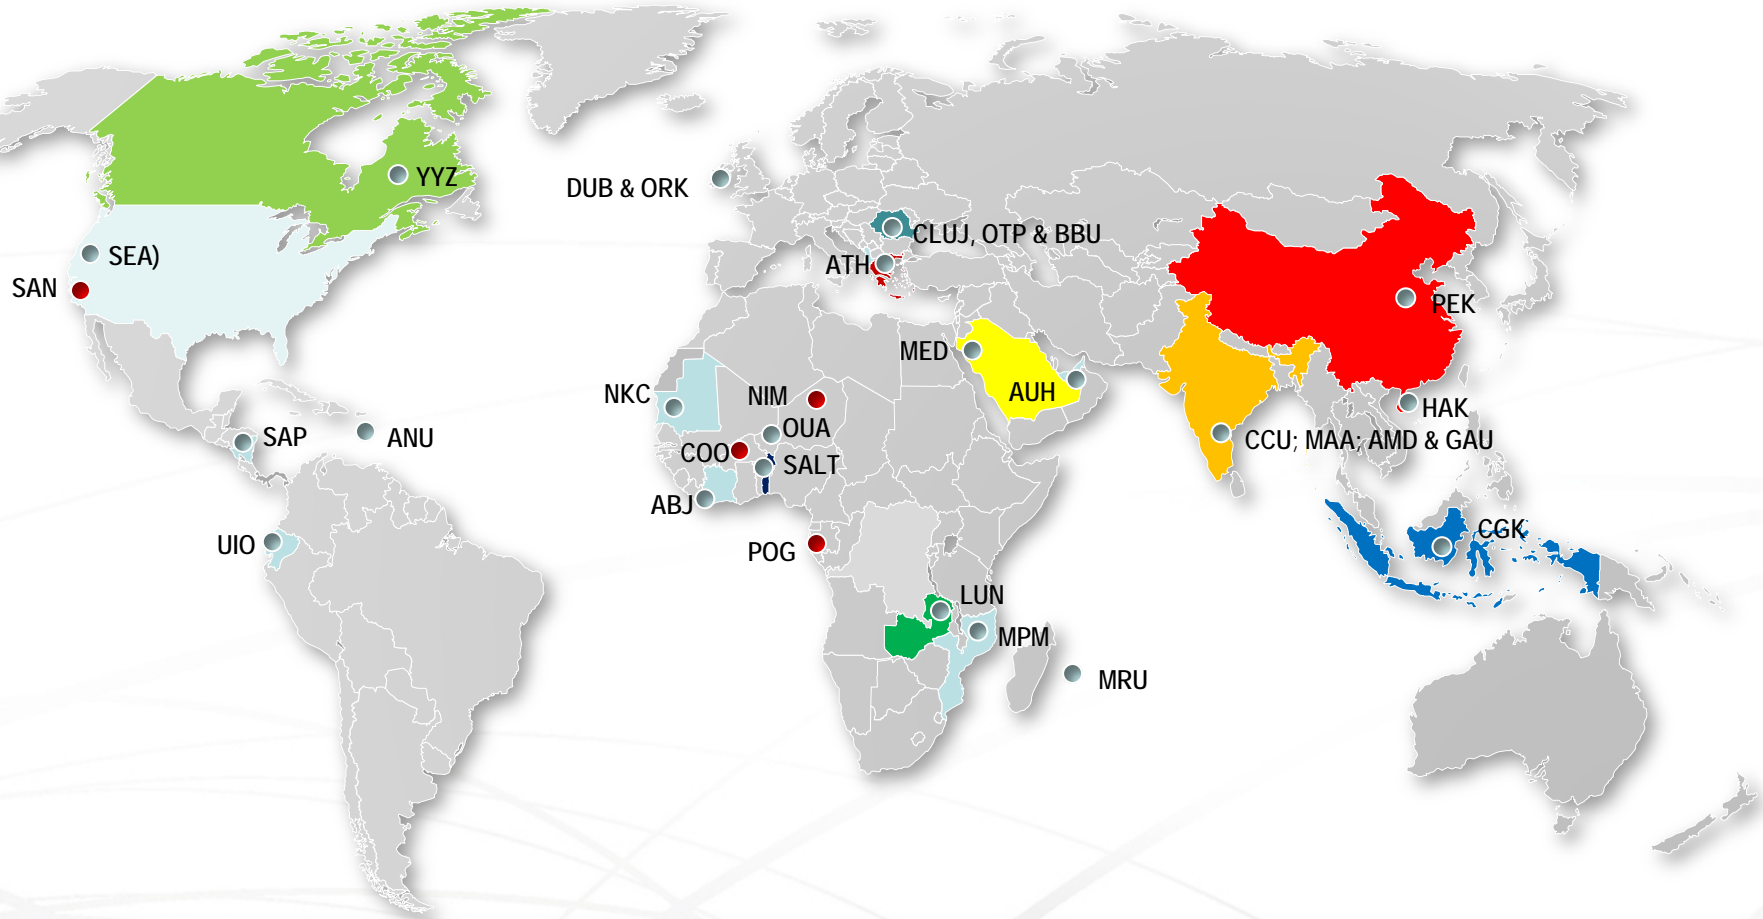 YYZ
DUB & ORK
CLUJ, OTP & BBU
SEA)
ATH
SAN
PEK
MED
NKC
NIM
AUH
HAK
OUA
SAP
ANU
CCU; MAA; AMD & GAU
COO
SALT
ABJ
CGK
UIO
POG
LUN
MPM
MRU